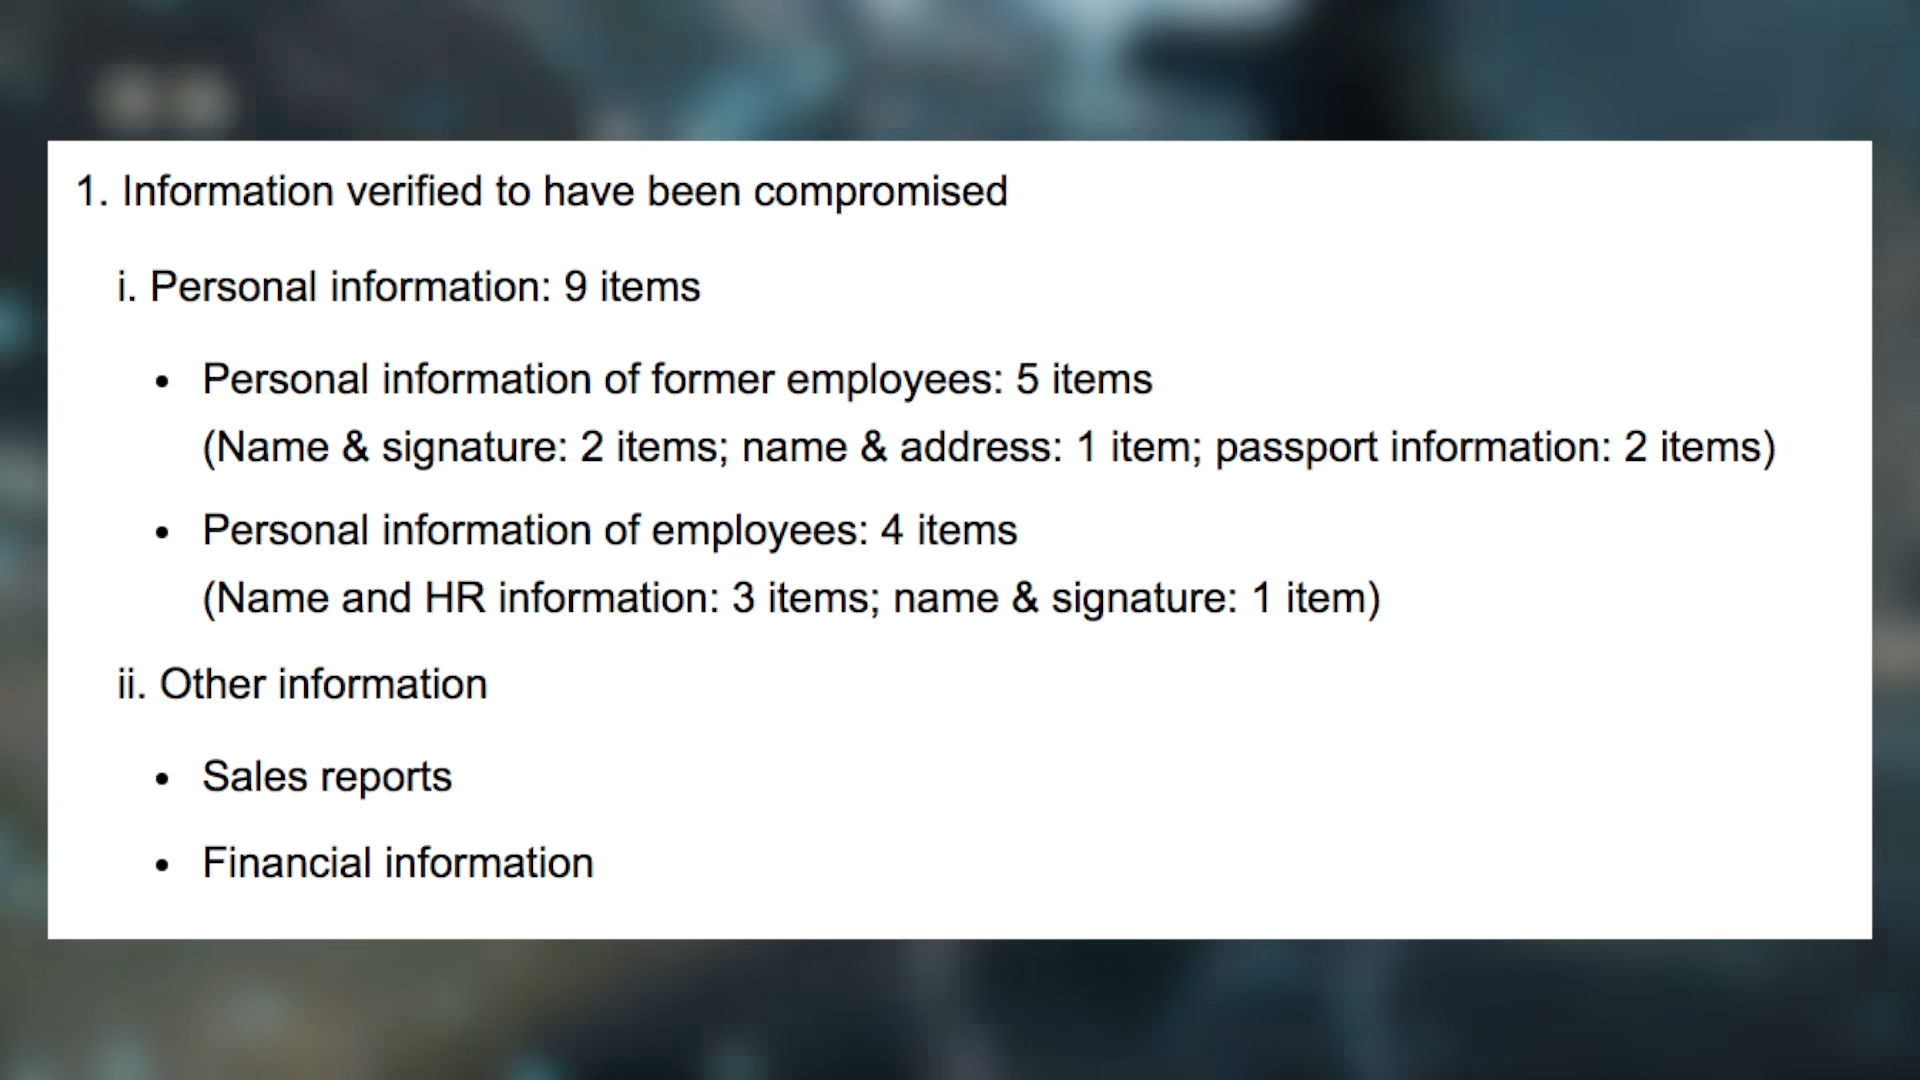 1. Information verified to have been compromised
i. Personal information: 9 items
• Personal information of former employees: 5 items
(Name & signature: 2 items; name & address: 1 item; passport information: 2 items)
• Personal information of employees: 4 items
(Name and HR information: 3 items; name & signature: 1 item)
ii. Other information
• Sales reports
• Financial information